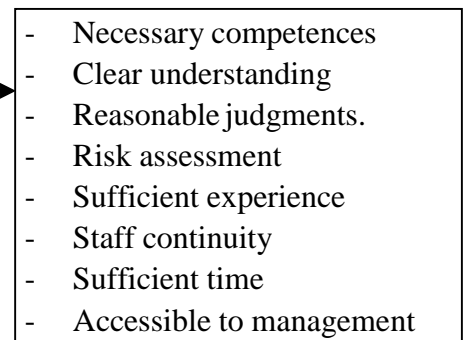 - Necessary competences
- Clear understanding
- Reasonable judgments.
- Risk assessment
- Sufficient experience
- Staff continuity
- Sufficient time
- Accessible to management